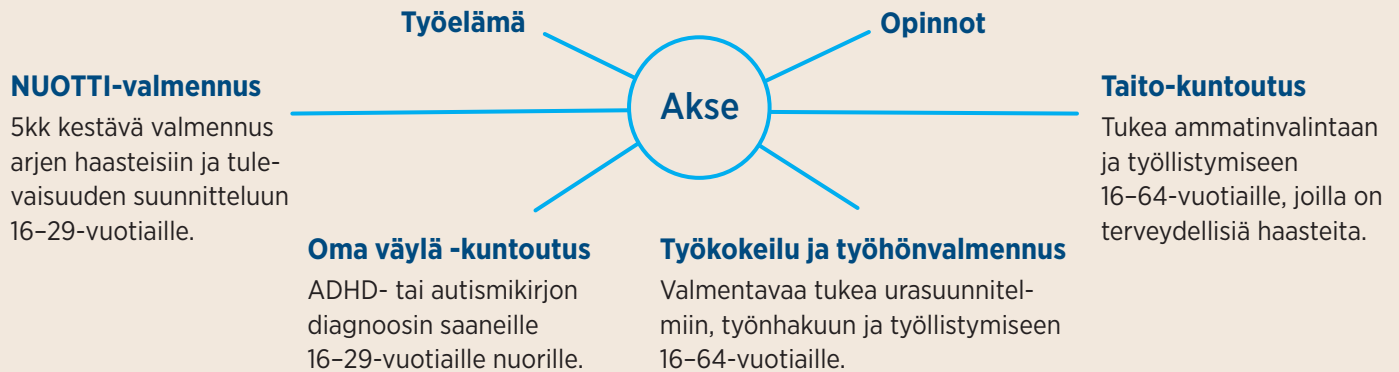 Työelämä
Opinnot
Akse
NUOTTI-valmennus
5kk kestävä valmennus
arjen haasteisiin ja tule-
vaisuuden suunnitteluun
16–29-vuotiaille.
Oma väylä -kuntoutus
ADHD- tai autismikirjon
diagnoosin saaneille
16–29-vuotiaille nuorille.
Työkokeilu ja työhönvalmennus
Valmentavaa tukea urasuunnitel-
miin, työnhakuun ja työllistymiseen
16–64-vuotiaille.
Taito-kuntoutus
Tukea ammatinvalintaan
ja työllistymiseen
16–64-vuotiaille, joilla on
terveydellisiä haasteita.